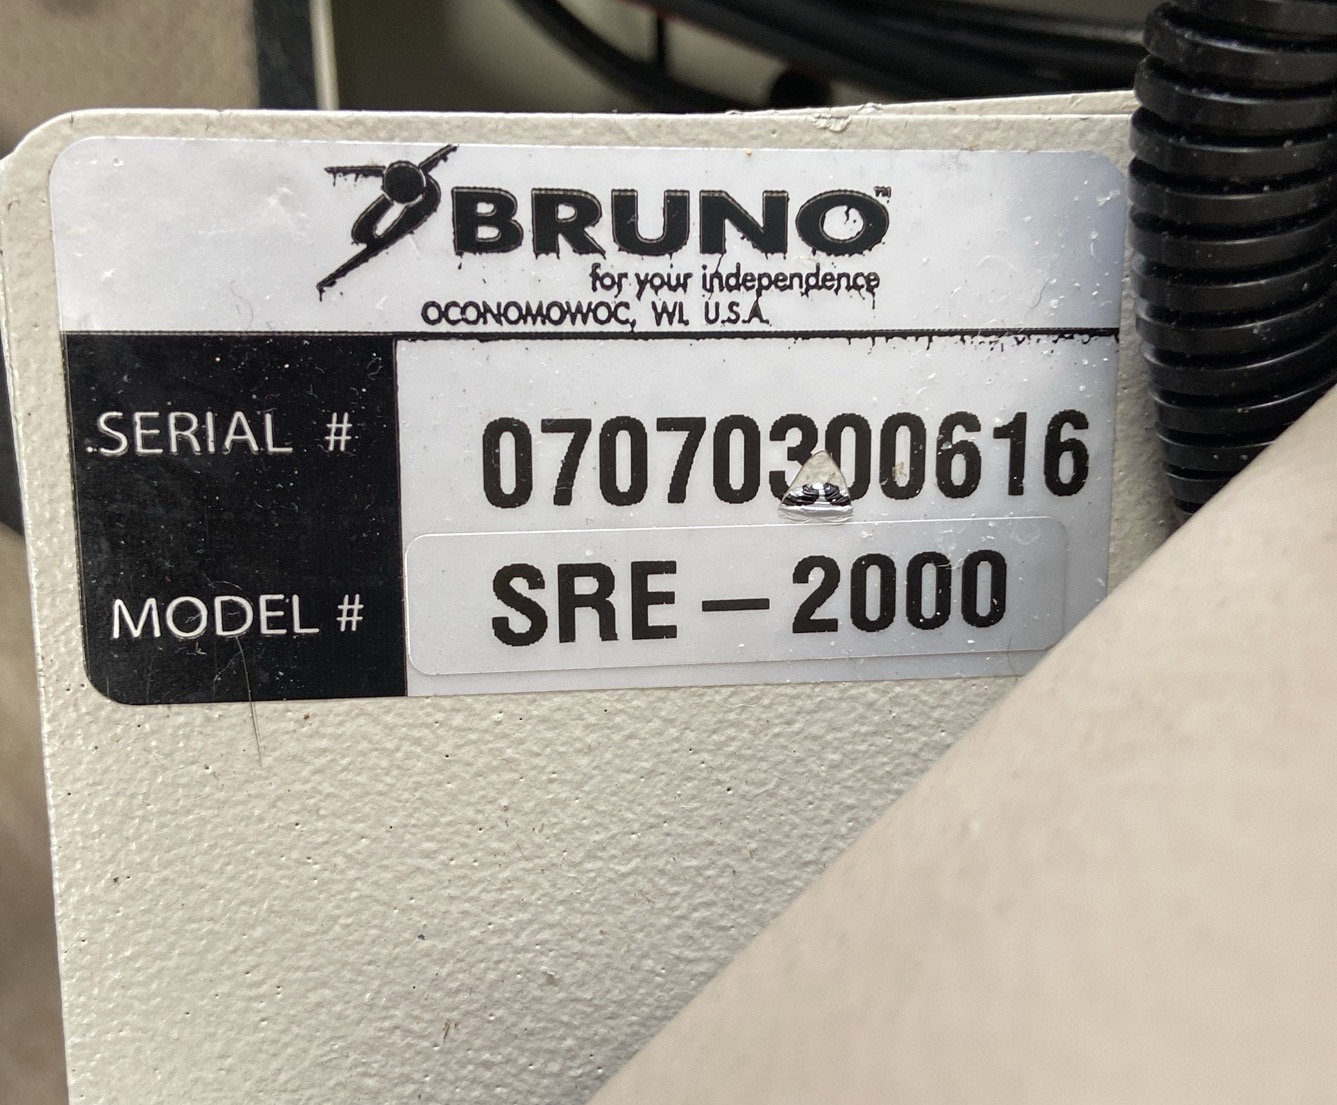 BRUNO™
for your independence
OCONOMOWOC, WI. U.S.A.
SERIAL # 07070300616
MODEL # SRE – 2000